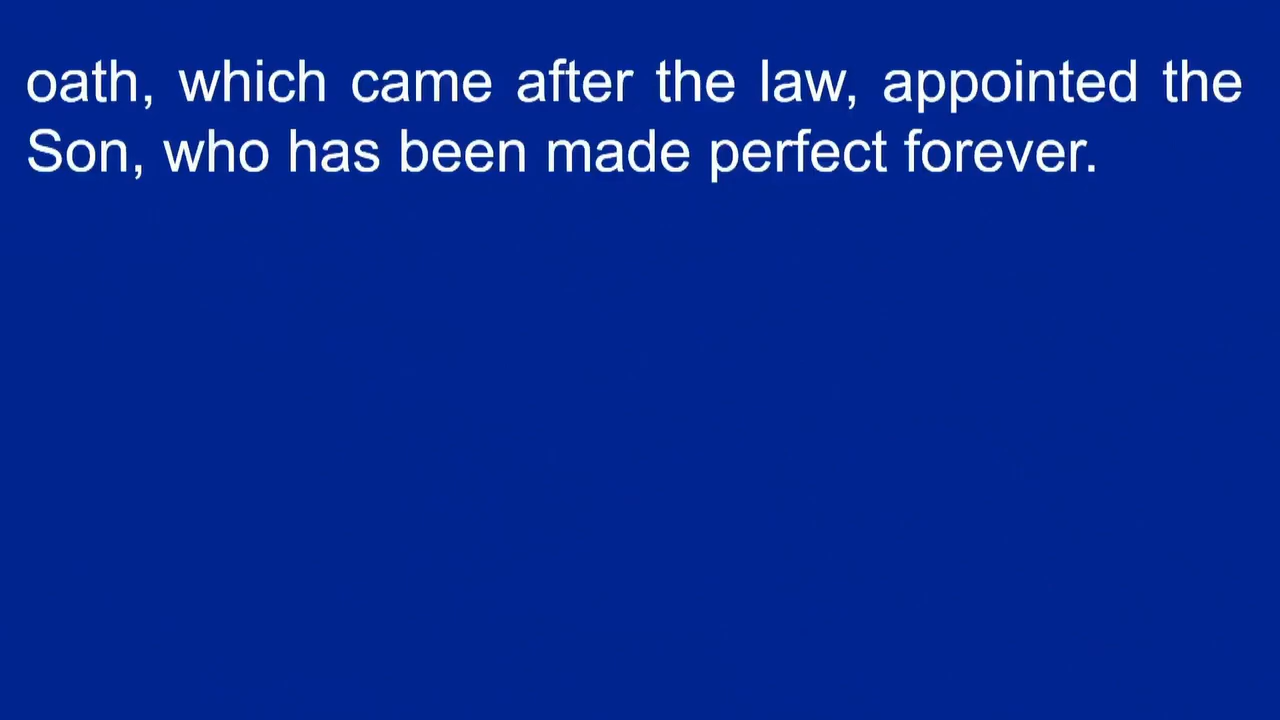 oath, which came after the law, appointed the
Son, who has been made perfect forever.